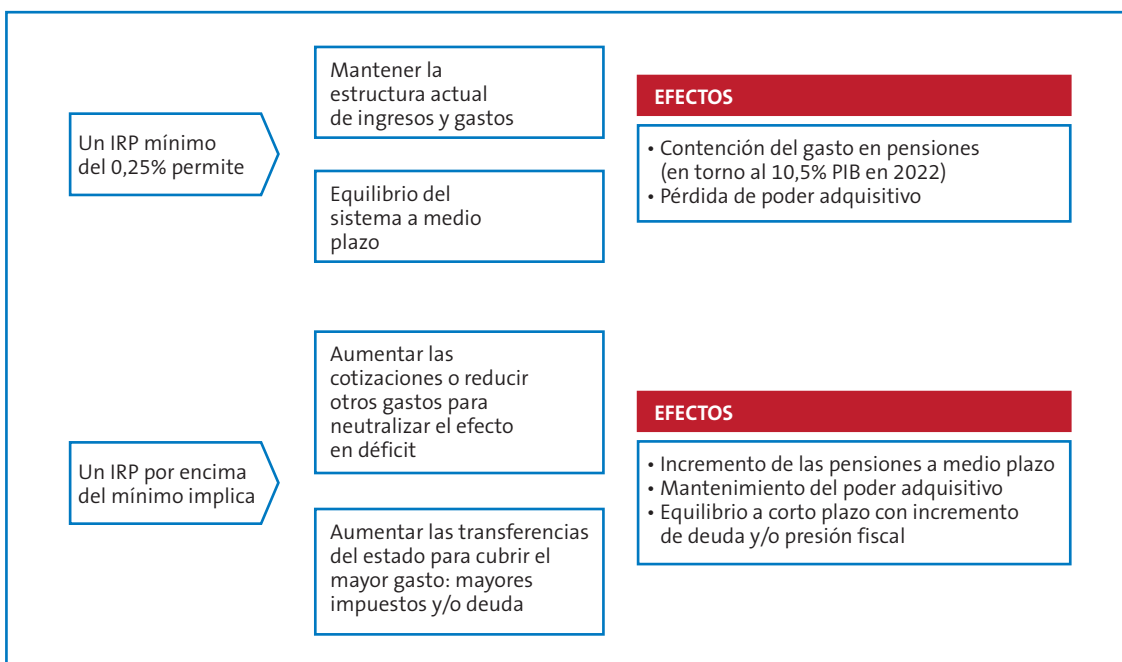 Un IRP mínimo
del 0,25% permite
Mantener la
estructura actual
de ingresos y gastos
Equilibrio del
sistema a medio
plazo
EFECTOS
• Contención del gasto en pensiones
(en torno al 10,5% PIB en 2022)
• Pérdida de poder adquisitivo
Un IRP por encima
del mínimo implica
Aumentar las
cotizaciones o reducir
otros gastos para
neutralizar el efecto
en déficit
Aumentar las transferencias
del estado para cubrir el
mayor gasto: mayores
impuestos y/o deuda
EFECTOS
• Incremento de las pensiones a medio plazo
• Mantenimiento del poder adquisitivo
• Equilibrio a corto plazo con incremento
de deuda y/o presión fiscal